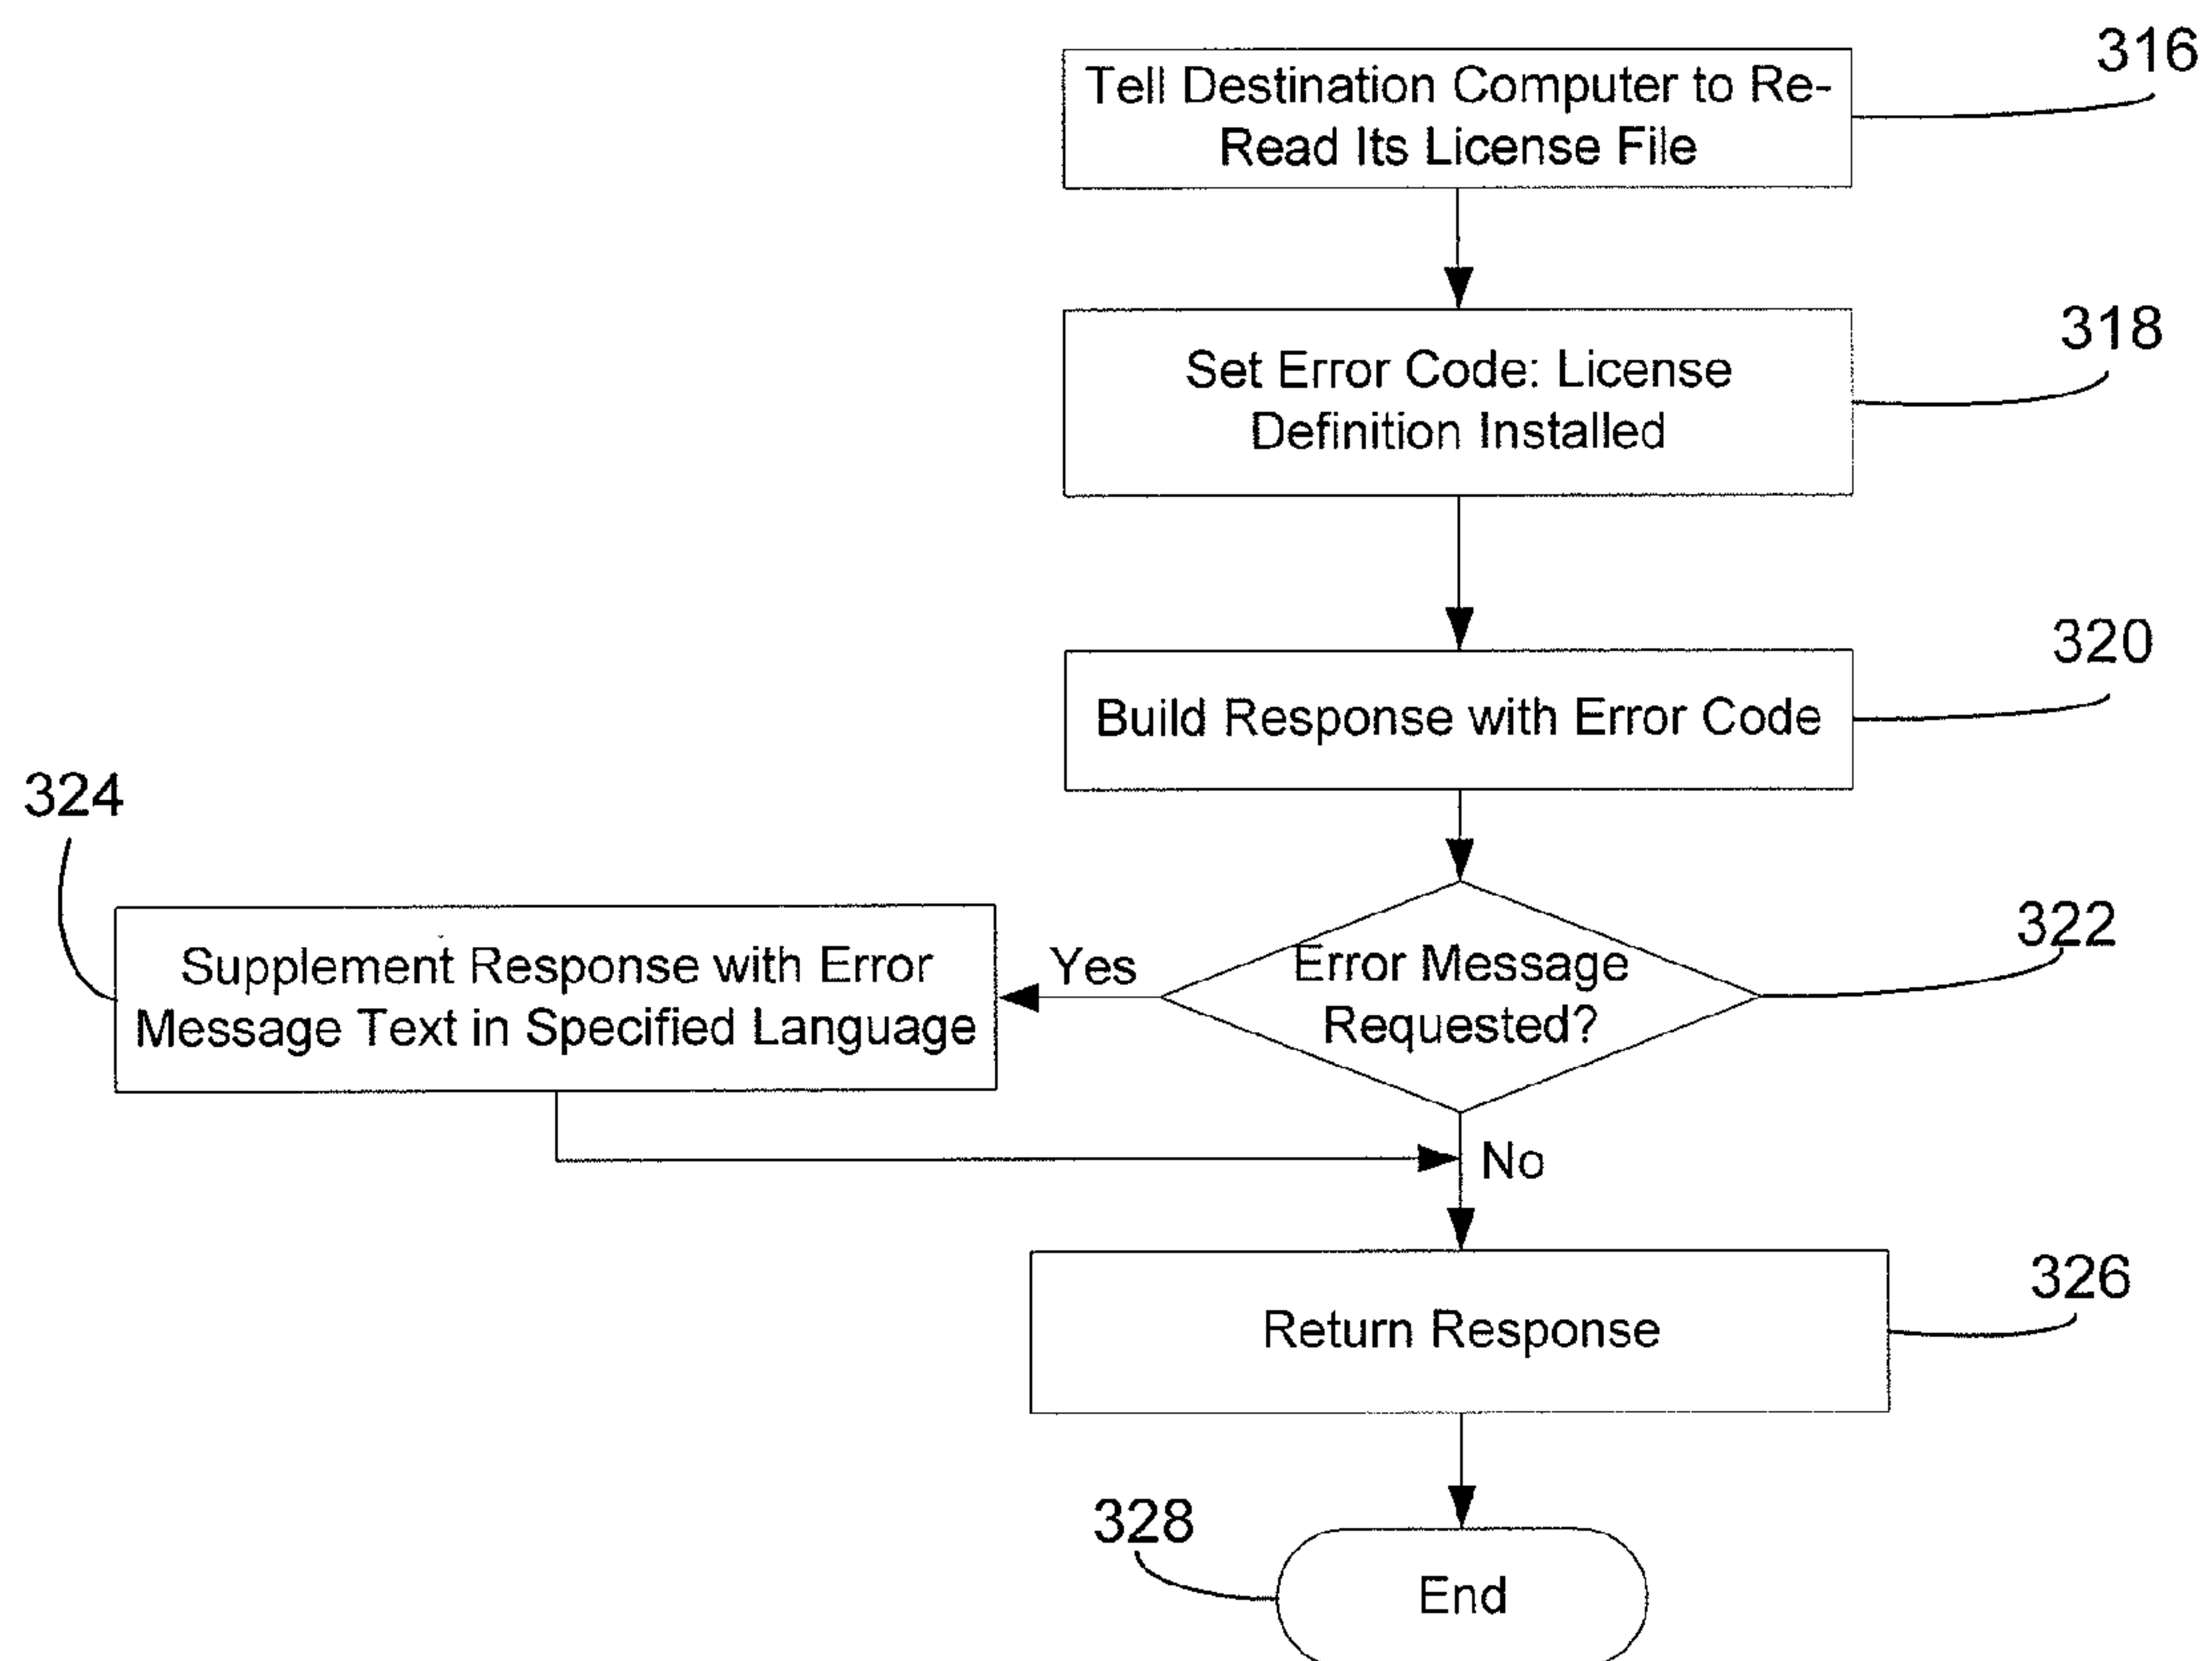 316
Tell Destination Computer to Re-
Read Its License File
318
Set Error Code: License
Definition Installed
320
Build Response with Error Code
324
322
Supplement Response with Error
Message Text in Specified Language
Yes
Error Message
Requested?
No
326
Return Response
328
End